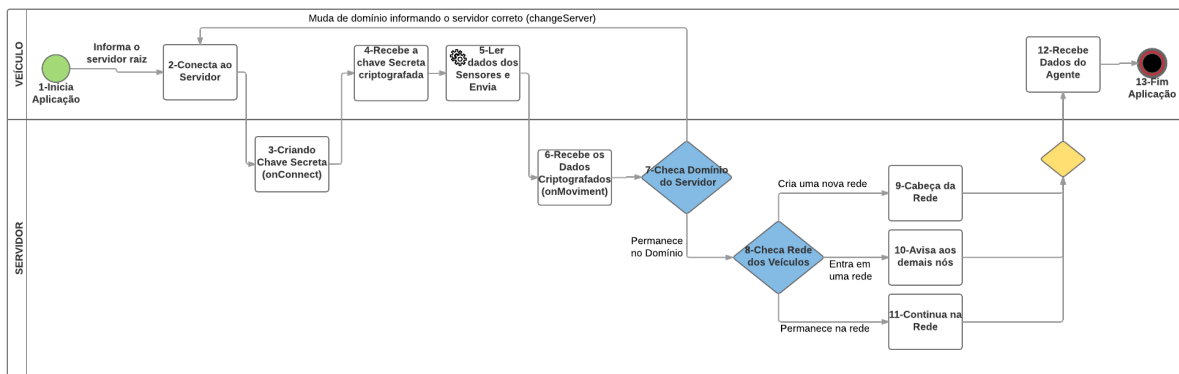 Muda de domínio informando o servidor correto (changeServer)
VEÍCULO
Informa o
servidor raiz
1-Inicia
Aplicação
2-Conecta ao
Servidor
4-Recebe a
chave Secreta
criptografada
5-Ler
dados dos
Sensores e
Envia
12-Recebe
Dados do
Agente
13-Fim
Aplicação
SERVIDOR
3-Criando
Chave Secreta
(onConnect)
6-Recebe os
Dados
Criptografados
(onMoviment)
7-Checa Domínio
do Servidor
Permanece
no Domínio
8-Checa Rede
dos Veículos
Cria uma nova rede
9-Cabeça da
Rede
Entra em
uma rede
10-Avisa aos
demais nós
Permanece na rede
11-Continua na
Rede